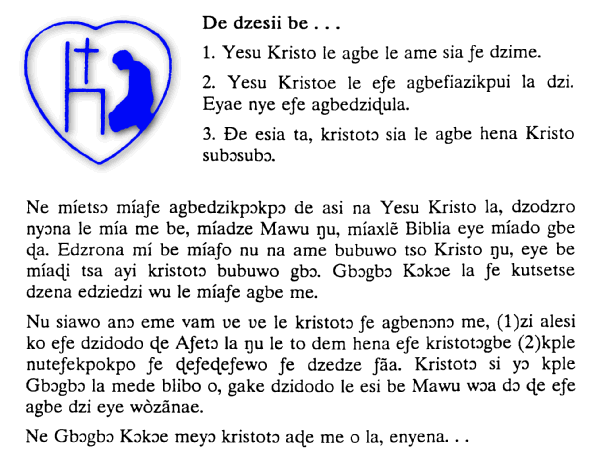 De dzesii be . . .
1. Yesu Kristo le agbe le ame sia ƒe dzime.
2. Yesu Kristoe le eƒe agbefiazikpui la dzi.
Eyae nye eƒe agbedziɖula.
3. Ðe esia ta, kristotɔ sia le agbe hena Kristo
subɔsubɔ.
Ne míetsɔ míaƒe agbedzikpɔkpɔ de asi na Yesu Kristo la, dzodzro
nyɔna le mía me be, míadze Mawu ŋu, míaxlẽ Biblia eye míado gbe
ɖa. Edzrona mí be míafo nu na ame bubuwo tso Kristo ŋu, eye be
míaɖi tsa ayi kristotɔ bubuwo gbɔ. Gbɔgbɔ Kɔkɔe la ƒe kutsetse
dzena edziedzi wu le míaƒe agbe me.
Nu siawo anɔ eme vam ʋe ʋe le kristotɔ ƒe agbenɔnɔ me, (1)zi alesi
ko eƒe dzidodo ɖe Aƒetɔ la ŋu le to dem hena eƒe kristotɔgbe (2)kple
nuteƒekpokpo ƒe ɖeƒeɖeƒewo ƒe dzedze ƒãa. Kristotɔ si yɔ kple
Gbɔgbɔ la mede blibo o, gake dzidodo le esi be Mawu wɔa dɔ ɖe eƒe
agbe dzi eye wòzãnae.
Ne Gbɔgbɔ Kɔkɔe meyɔ kristotɔ aɖe me o la, enyena. . .